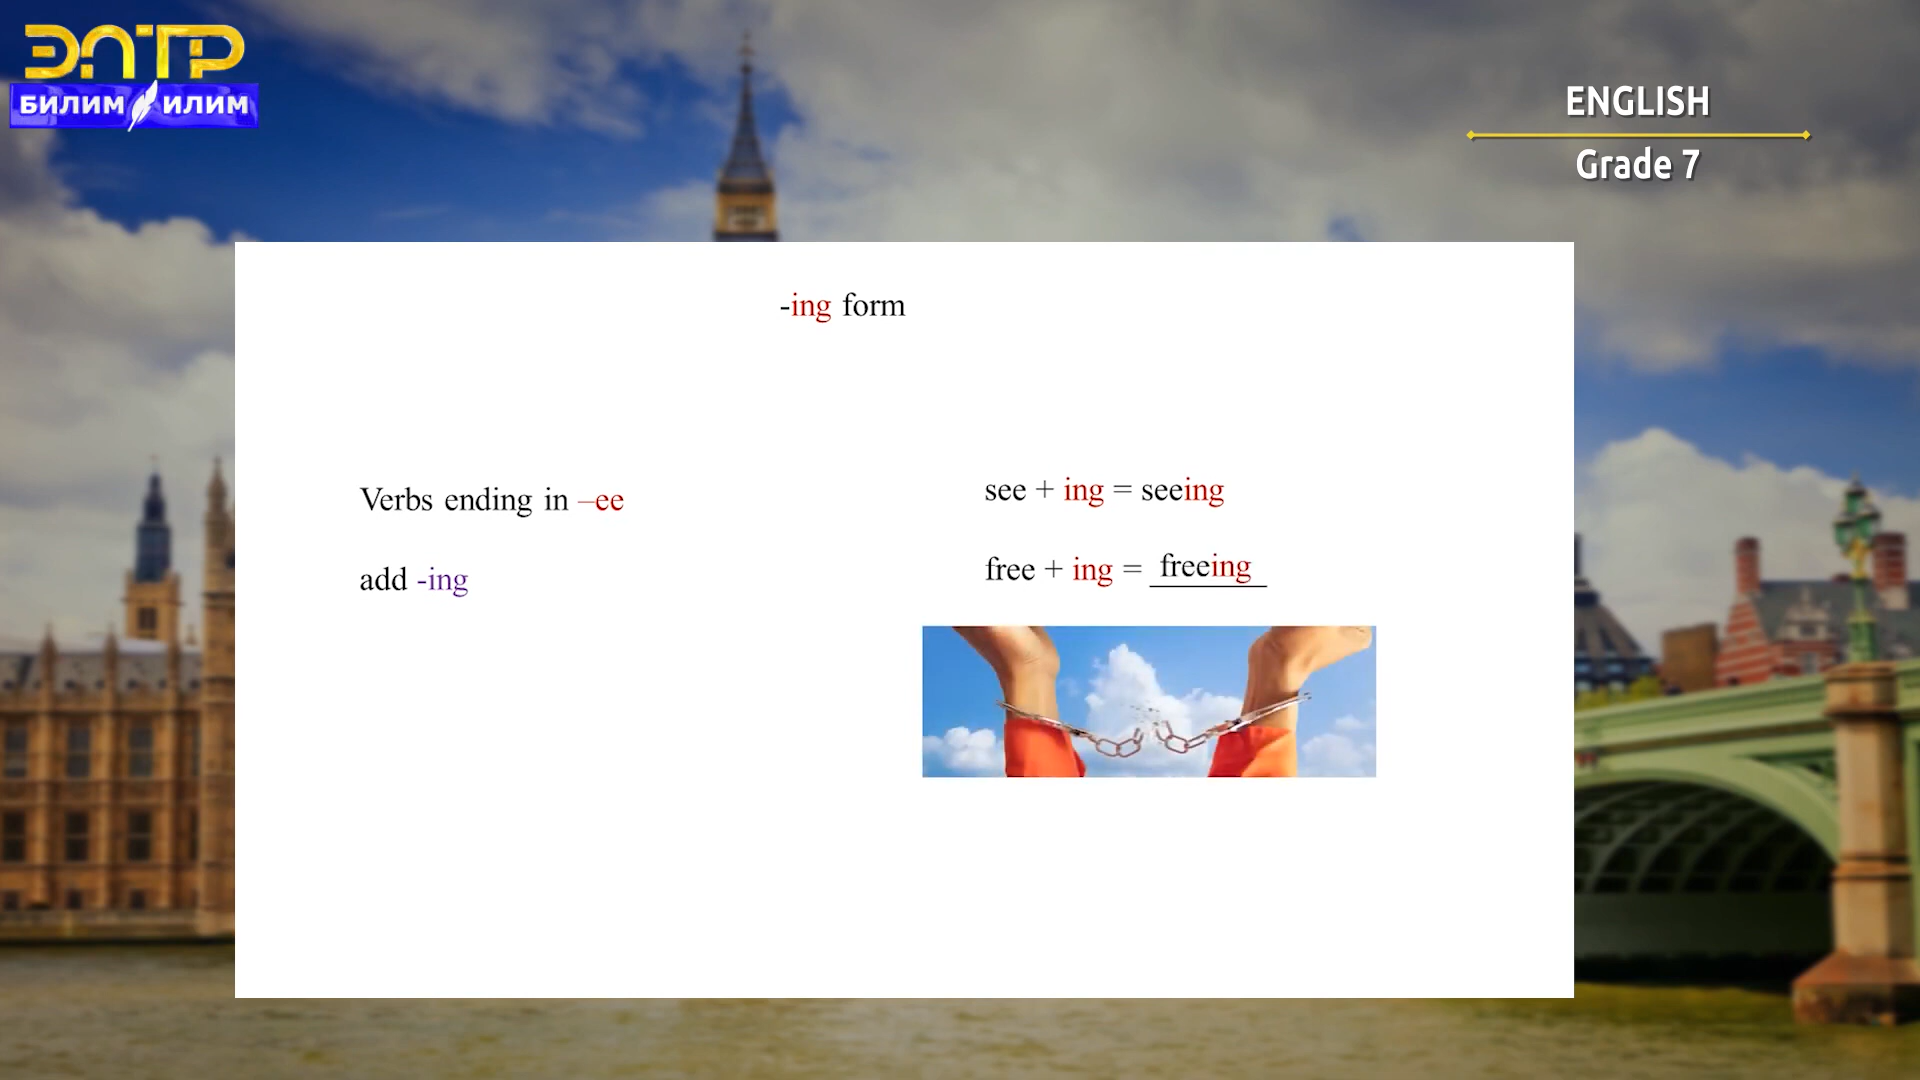 ЭЛТР
БИЛИМ ИЛИМ
ENGLISH
Grade 7
-ing form
Verbs ending in –ee
add -ing
see + ing = seeing
free + ing = freeing